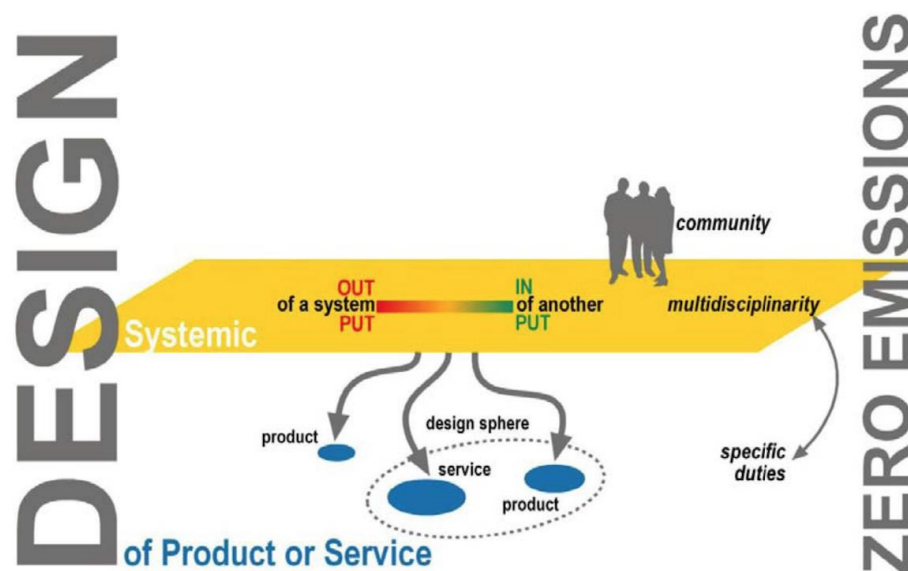 DESIGN
ZERO EMISSIONS
community
OUT
IN
of a system
of another
multidisciplinarity
PUT
PUT
Systemic
design sphere
product
service
specific
duties
product
of Product or Service